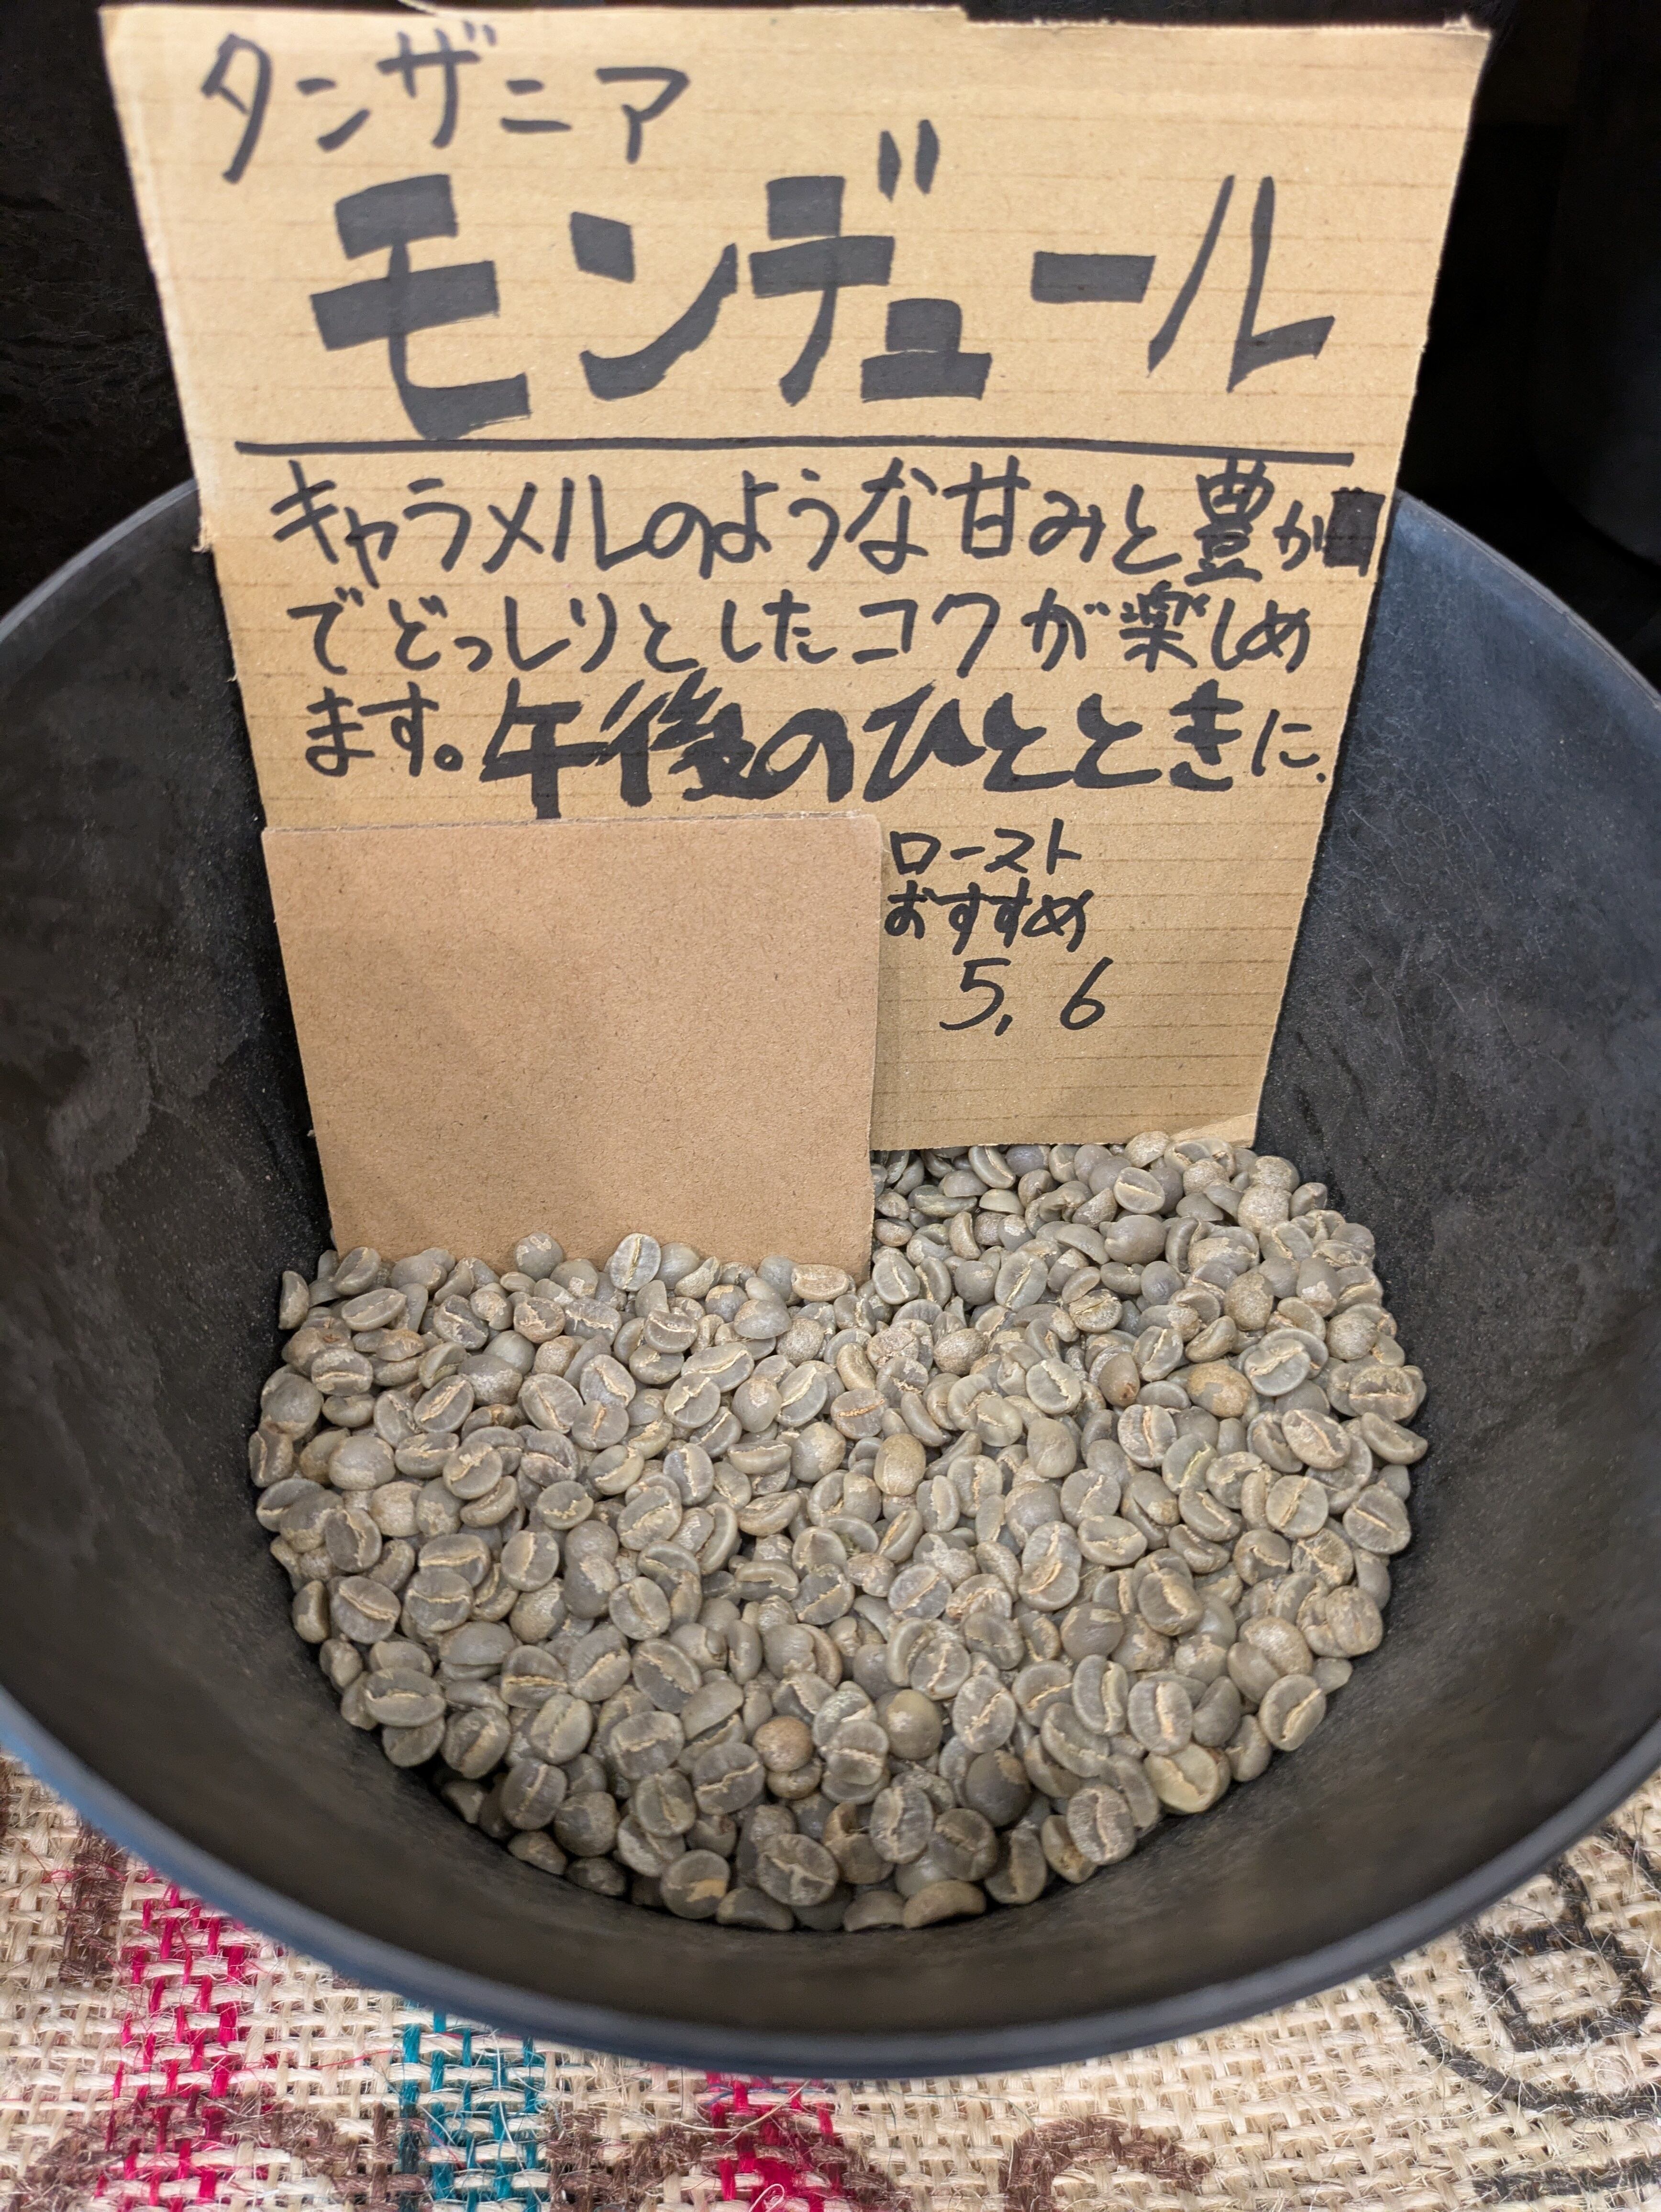 タンザニア
モンデュール
キャラメルのような甘みと豊か
でどっしりとしたコクが楽しめ
ます。午後のひとときに.
ロースト
おすすめ
5, 6